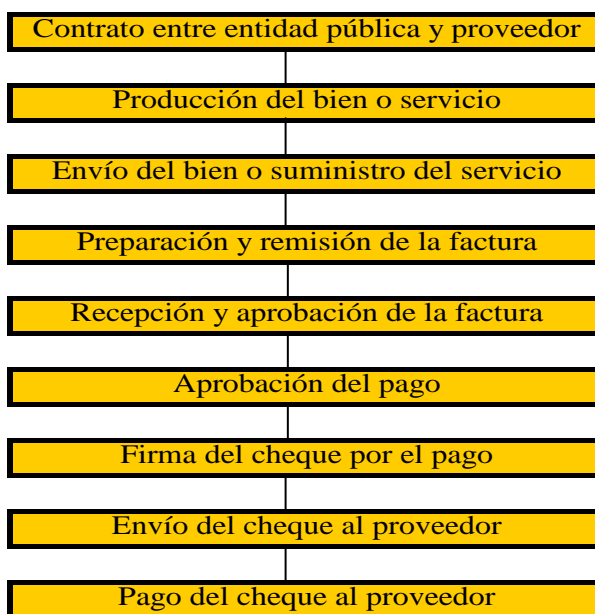 Contrato entre entidad pública y proveedor
Producción del bien o servicio
Envío del bien o suministro del servicio
Preparación y remisión de la factura
Recepción y aprobación de la factura
Aprobación del pago
Firma del cheque por el pago
Envío del cheque al proveedor
Pago del cheque al proveedor